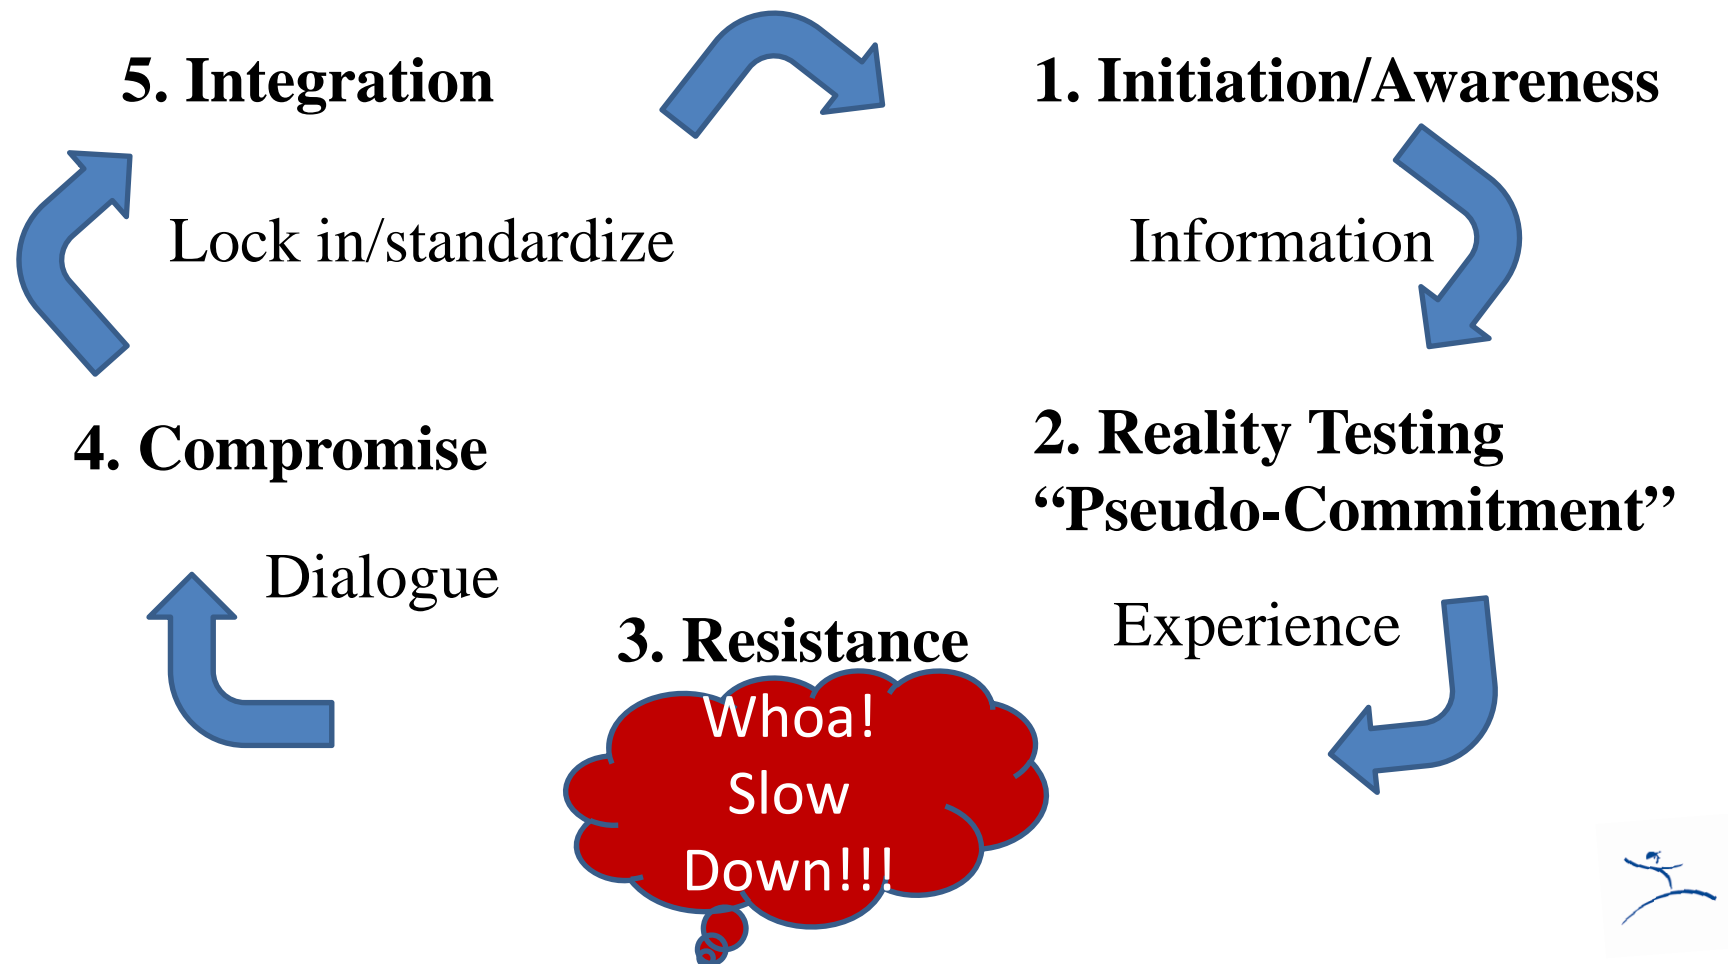 5. Integration
1. Initiation/Awareness
Lock in/standardize
Information
4. Compromise
2. Reality Testing
“Pseudo-Commitment”
Dialogue
Experience
3. Resistance
Whoa!
Slow
Down!!!